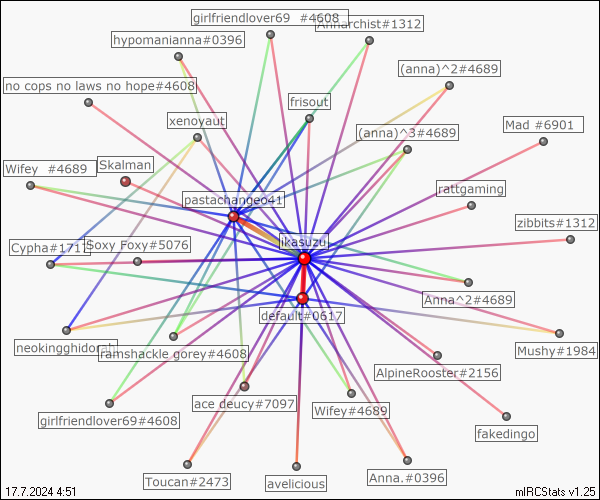 girlfriendlover69 #4608
Annarchist#1312
hypomanianna#0396
(anna)^2#4689
no cops no laws no hope#4608
frisout
xenoyaut
(anna)^3#4689
Mad #6901
Wifey #4689
Skalman
rattgaming
pastachangeo41
zibbits#1312
Cypha#1711
Soxy Foxy#5076
jikasuzu
Anna^2#4689
default#0617
neokingghidorah
ramshackle gorey#4608
Mushy#1984
AlpineRooster#2156
girlfriendlover69#4608
ace deucy#7097
Wifey#4689
fakedingo
Toucan#2473
avelicious
Anna.#0396
17.7.2024 4:51
mIRCStats v1.25